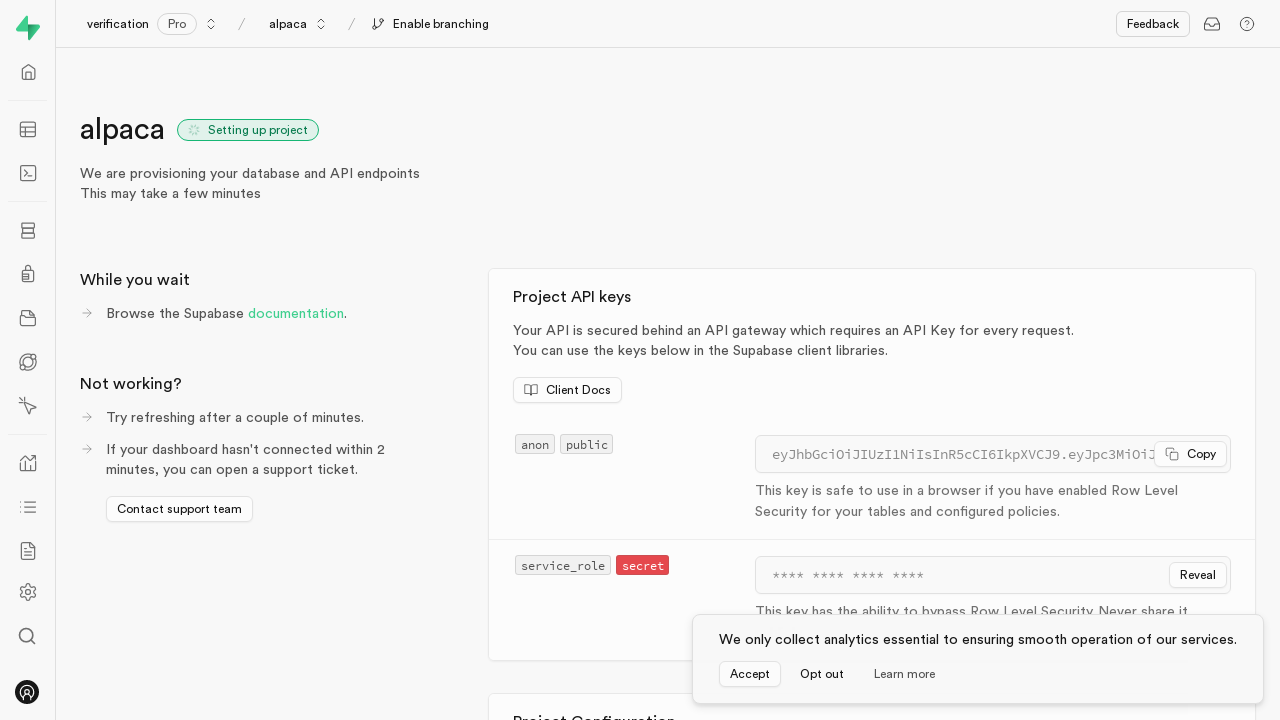 verification Pro / alpaca / Enable branching Feedback
alpaca Setting up project
We are provisioning your database and API endpoints
This may take a few minutes
While you wait
Browse the Supabase documentation.
Not working?
Try refreshing after a couple of minutes.
If your dashboard hasn't connected within 2
minutes, you can open a support ticket.
Contact support team
Project API keys
Your API is secured behind an API gateway which requires an API Key for every request.
You can use the keys below in the Supabase client libraries.
Client Docs
anon public
eyJhbGciOiJIUzI1NiIsInR5cCI6IkpXVCJ9.eyJpc3MiOiJ Copy
This key is safe to use in a browser if you have enabled Row Level
Security for your tables and configured policies.
service_role secret
**** **** **** **** Reveal
This key has the ability to bypass Row Level Security. Never share it
We only collect analytics essential to ensuring smooth operation of our services.
Accept Opt out Learn more
Project Configuration